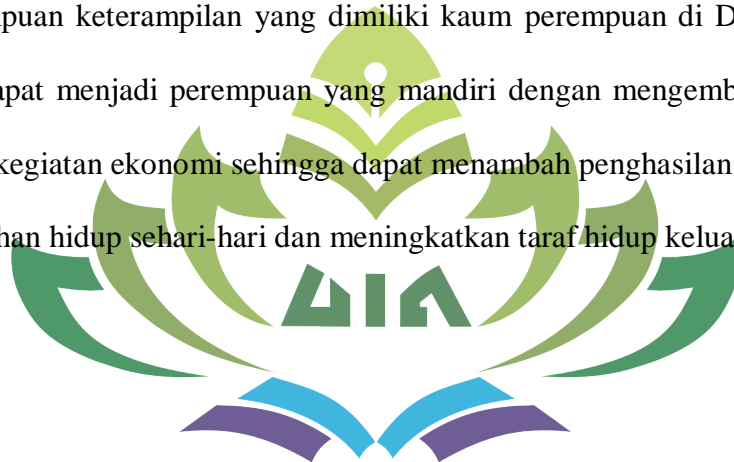 puan keterampilan yang dimiliki kaum perempuan di D
apat menjadi perempuan yang mandiri dengan mengemb
kegiatan ekonomi sehingga dapat menambah penghasilan
han hidup sehari-hari dan meningkatkan taraf hidup kelua
UIN